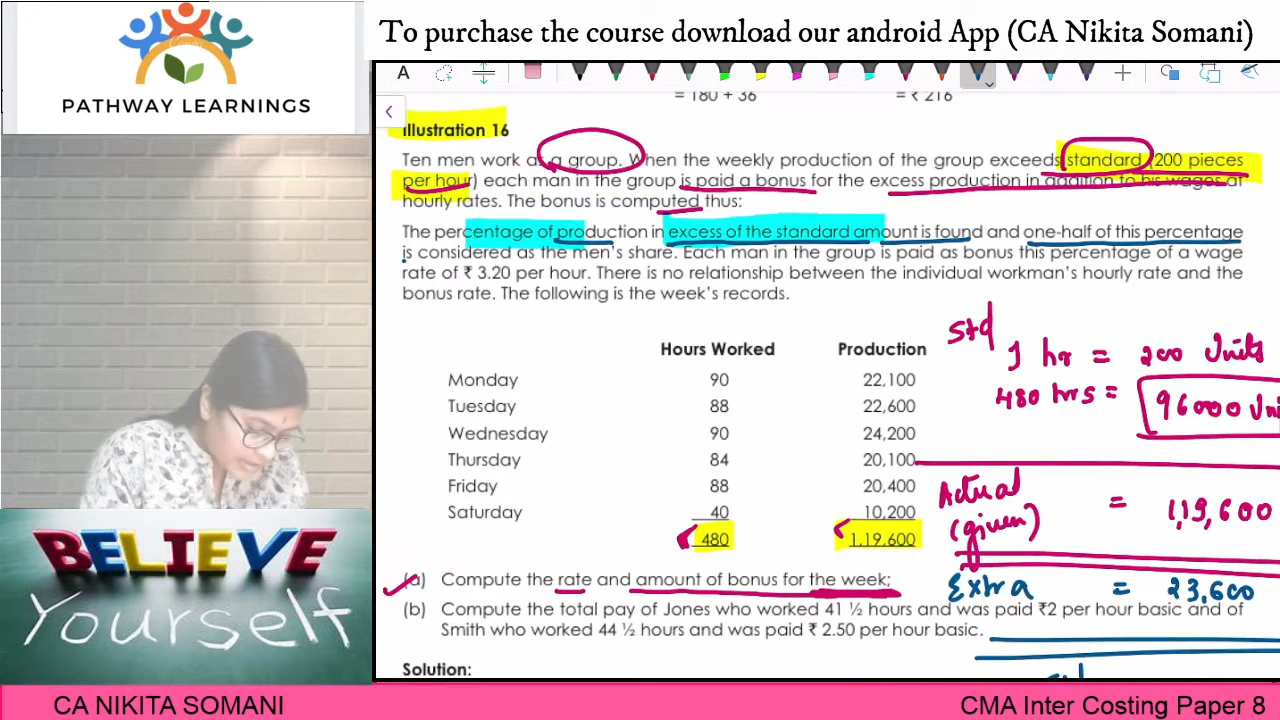 To purchase the course download our android App (CA Nikita Somani)
PATHWAY LEARNINGS
A
= 180 + 36 = ₹ 216
Illustration 16
Ten men work as a group. When the weekly production of the group exceeds standard (200 pieces
per hour) each man in the group is paid a bonus for the excess production in addition to his wages at
hourly rates. The bonus is computed thus:
The percentage of production in excess of the standard amount is found and one-half of this percentage
is considered as the men's share. Each man in the group is paid as bonus this percentage of a wage
rate of ₹ 3.20 per hour. There is no relationship between the individual workman's hourly rate and the
bonus rate. The following is the week's records.
Hours Worked Production
Monday 90 22,100
Tuesday 88 22,600
Wednesday 90 24,200
Thursday 84 20,100
Friday 88 20,400
Saturday 40 10,200
480 1,19,600
Std
1 hr = 200 Units
480 hrs = 96000
Actual (given) = 1,19,600
Extra = 23,600
(a) Compute the rate and amount of bonus for the week;
(b) Compute the total pay of Jones who worked 41 ½ hours and was paid ₹2 per hour basic and of
Smith who worked 44 ½ hours and was paid ₹ 2.50 per hour basic.
Solution:
BELIEVE
Yourself
CA NIKITA SOMANI
CMA Inter Costing Paper 8